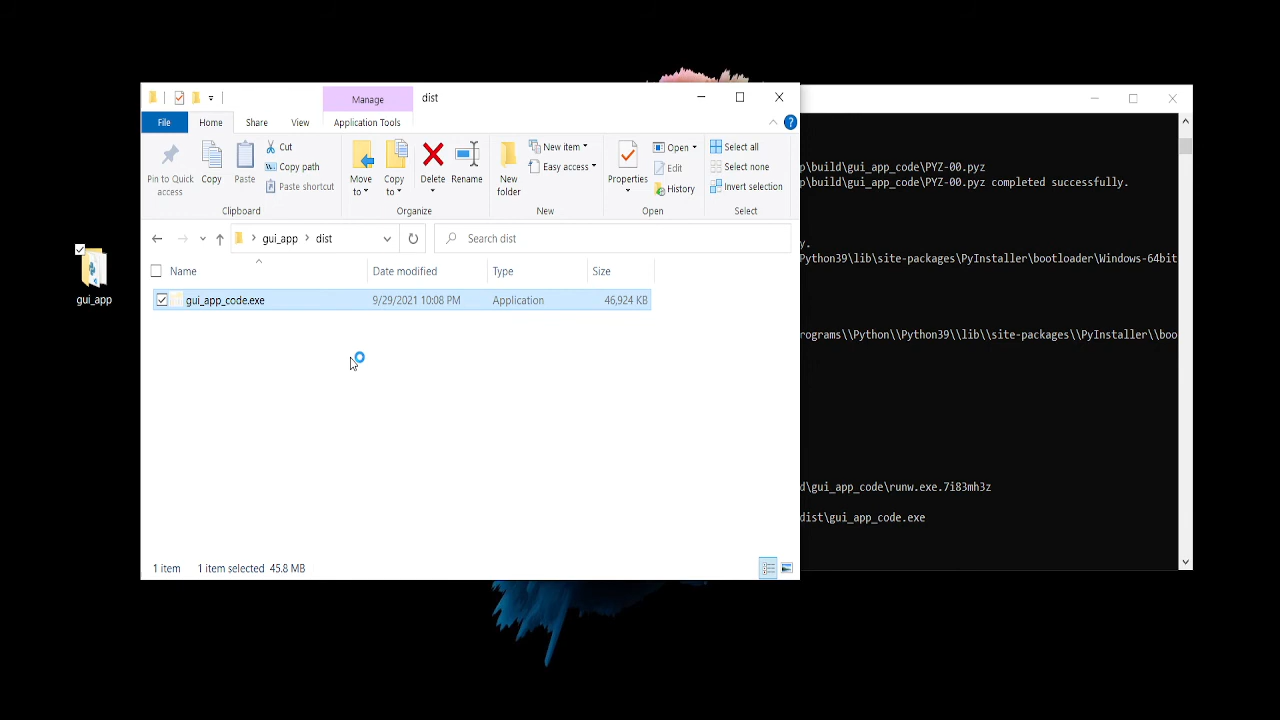 gui_app
Manage
dist
File
Home
Share
View
Application Tools
Pin to Quick
access
Copy
Paste
Cut
Copy path
Paste shortcut
Clipboard
Move
to
Copy
to
Delete
Rename
Organize
New
folder
New item
Easy access
New
Properties
Open
Edit
History
Open
Select all
Select none
Invert selection
Select
gui_app > dist
Search dist
Name
Date modified
Type
Size
gui_app_code.exe
9/29/2021 10:08 PM
Application
46,924 KB
1 item
1 item selected 45.8 MB
p\build\gui_app_code\PYZ-00.pyz
p\build\gui_app_code\PYZ-00.pyz completed successfully.
y.
Python39\lib\site-packages\PyInstaller\bootloader\Windows-64bit
rograms\\Python\\Python39\\lib\\site-packages\\PyInstaller\\boo
d\gui_app_code\runw.exe.7i83mh3z
dist\gui_app_code.exe